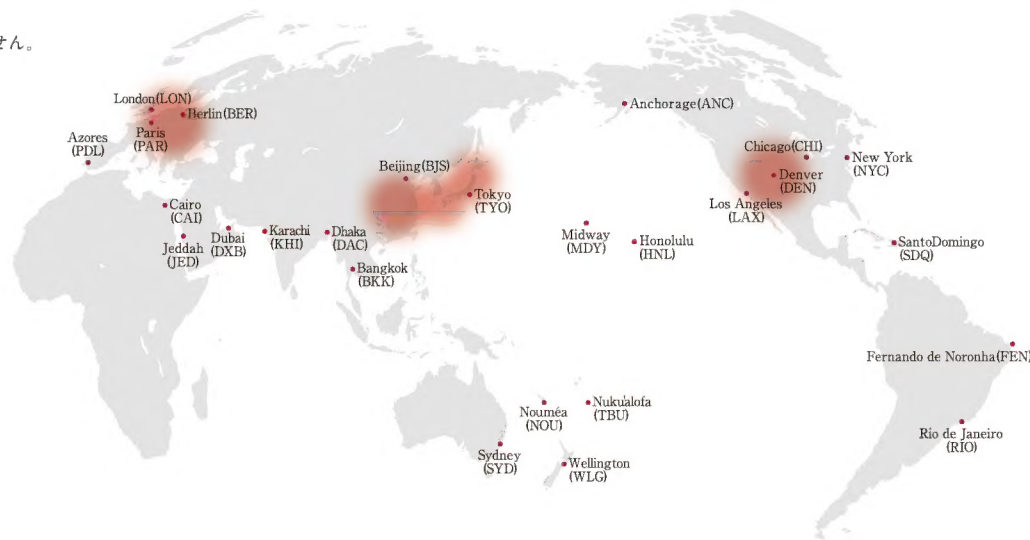 せん。
London(LON)
Berlin(BER)
Paris
(PAR)
Azores
(PDL)
Cairo
(CAI)
Jeddah
(JED)
Dubai
(DXB)
Karachi
(KHI)
Dhaka
(DAC)
Bangkok
(BKK)
Beijing(BJS)
Tokyo
(TYO)
Anchorage(ANC)
Chicago(CHI)
Denver
(DEN)
Los Angeles
(LAX)
New York
(NYC)
Midway
(MDY)
Honolulu
(HNL)
SantoDomingo
(SDQ)
Fernando de Noronha(FEN)
Rio de Janeiro
(RIO)
Nouméa
(NOU)
Nuku'alofa
(TBU)
Sydney
(SYD)
Wellington
(WLG)